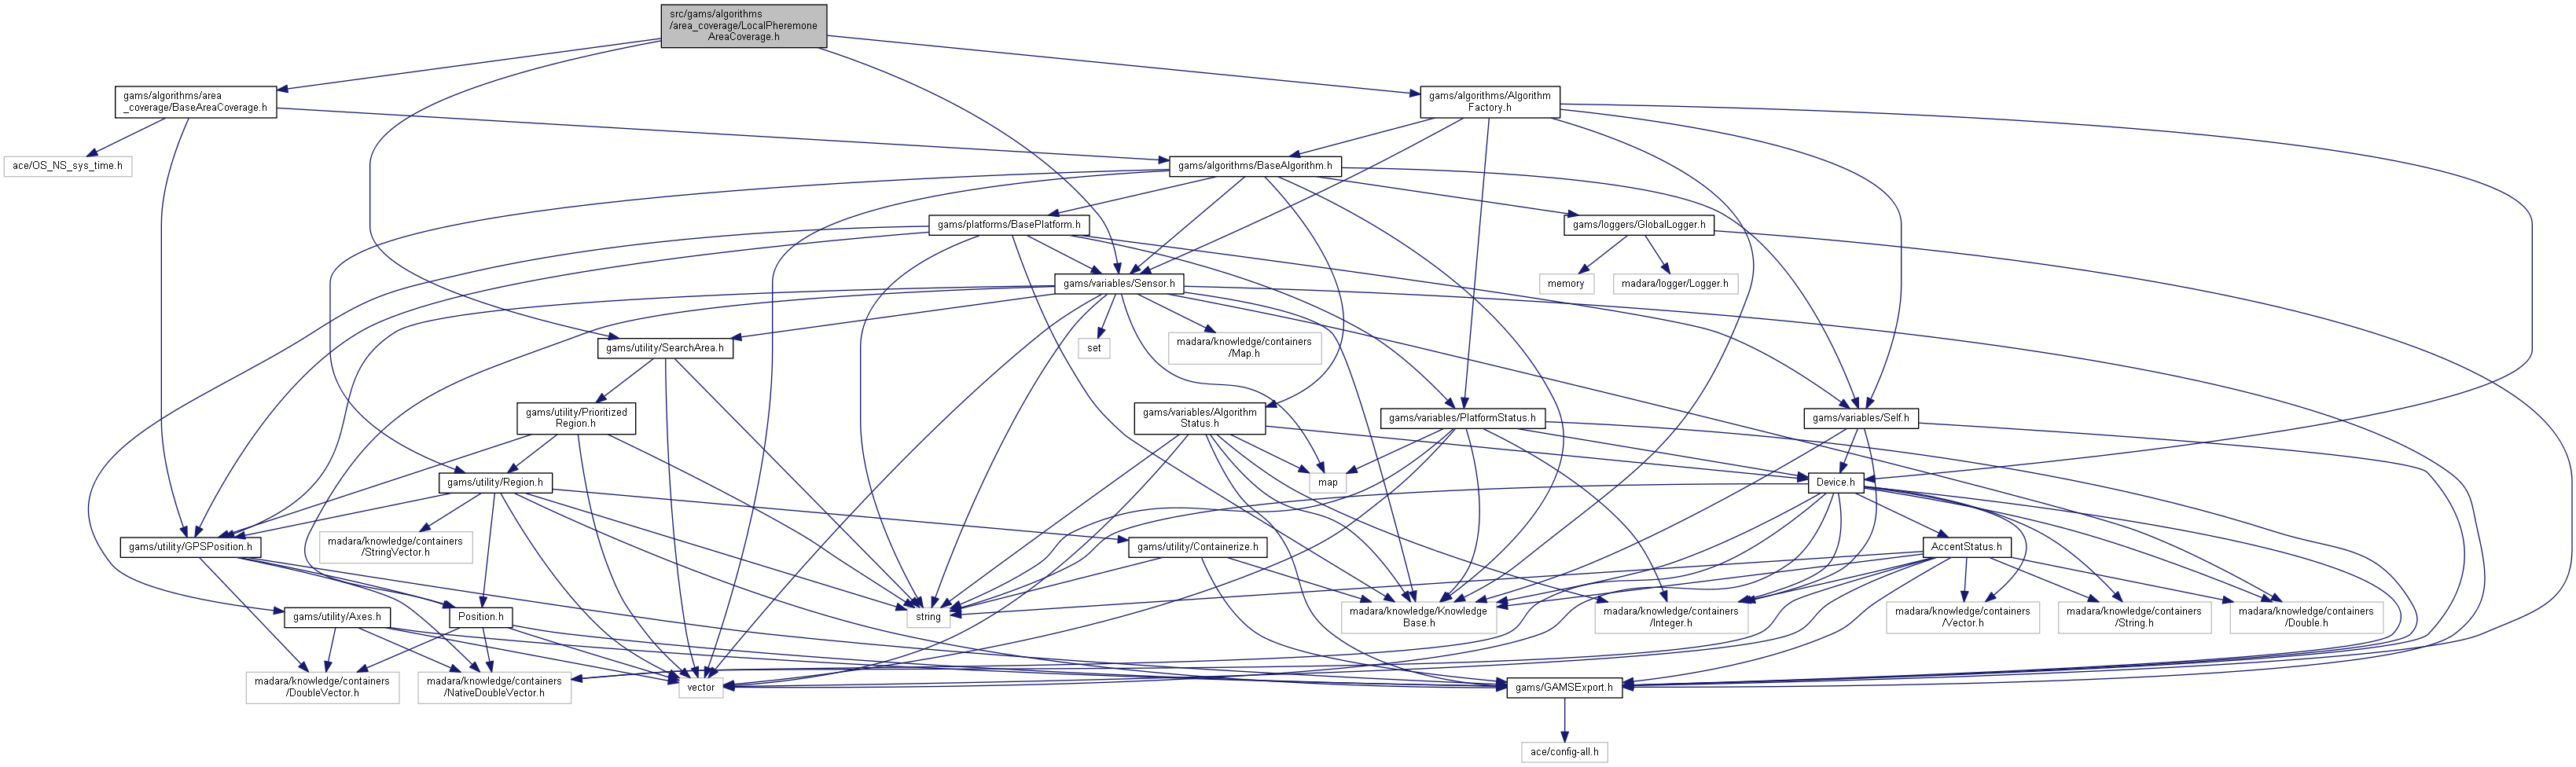 src/gams/algorithms
/area_coverage/LocalPheremone
AreaCoverage.h
gams/algorithms/area
_coverage/BaseAreaCoverage.h
gams/algorithms/Algorithm
Factory.h
ace/OS_NS_sys_time.h
gams/algorithms/BaseAlgorithm.h
gams/platforms/BasePlatform.h
gams/loggers/GlobalLogger.h
gams/variables/Sensor.h
memory
madara/logger/Logger.h
gams/utility/SearchArea.h
set
madara/knowledge/containers
/Map.h
gams/utility/Prioritized
Region.h
gams/variables/Algorithm
Status.h
gams/variables/PlatformStatus.h
gams/variables/Self.h
gams/utility/Region.h
map
Device.h
gams/utility/GPSPosition.h
madara/knowledge/containers
/StringVector.h
gams/utility/Containerize.h
AccentStatus.h
gams/utility/Axes.h
Position.h
string
madara/knowledge/Knowledge
Base.h
madara/knowledge/containers
/Integer.h
madara/knowledge/containers
/Vector.h
madara/knowledge/containers
/String.h
madara/knowledge/containers
/Double.h
madara/knowledge/containers
/DoubleVector.h
madara/knowledge/containers
/NativeDoubleVector.h
vector
gams/GAMSExport.h
ace/config-all.h